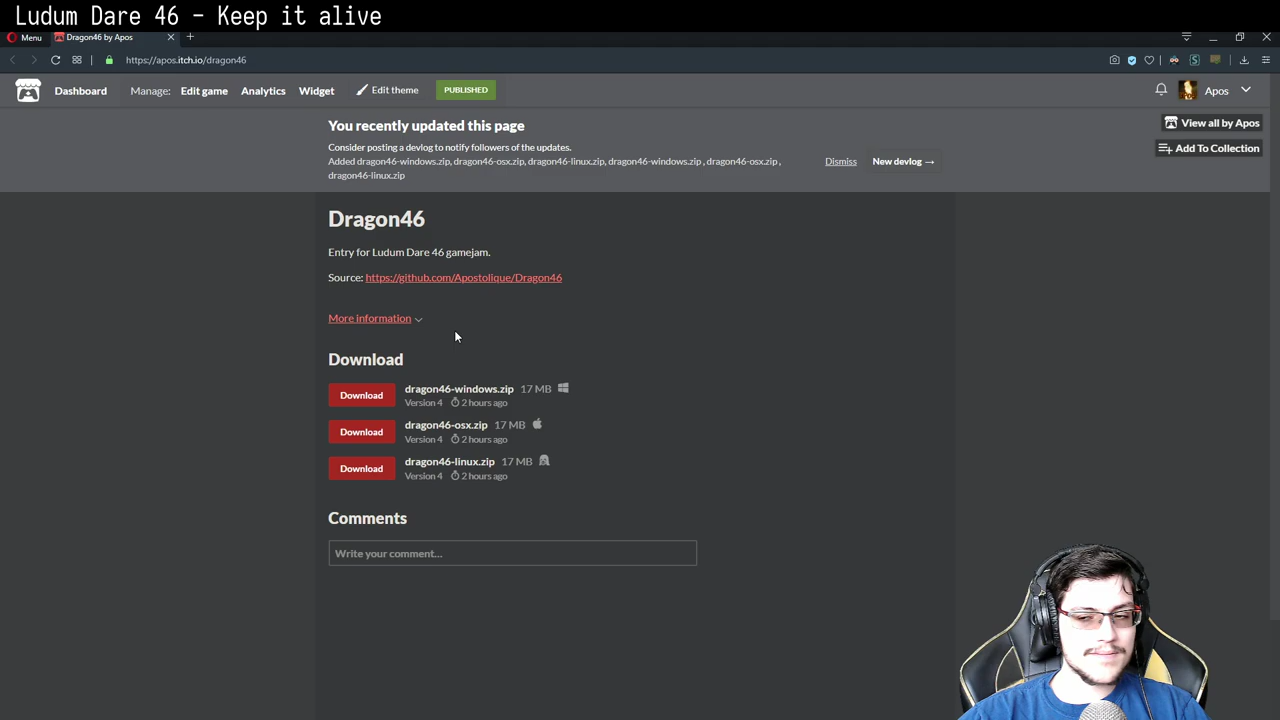 Ludum Dare 46 - Keep it alive
Menu
Dragon46 by Apos
https://apos.itch.io/dragon46
Dashboard
Manage:
Edit game
Analytics
Widget
Edit theme
PUBLISHED
Apos
You recently updated this page
Consider posting a devlog to notify followers of the updates.
Added dragon46-windows.zip, dragon46-osx.zip, dragon46-linux.zip, dragon46-windows.zip , dragon46-osx.zip ,
dragon46-linux.zip
Dismiss
New devlog →
View all by Apos
Add To Collection
Dragon46
Entry for Ludum Dare 46 gamejam.
Source: https://github.com/Apostolique/Dragon46
More information
Download
Download
dragon46-windows.zip 17 MB
Version 4 2 hours ago
Download
dragon46-osx.zip 17 MB
Version 4 2 hours ago
Download
dragon46-linux.zip 17 MB
Version 4 2 hours ago
Comments
Write your comment...